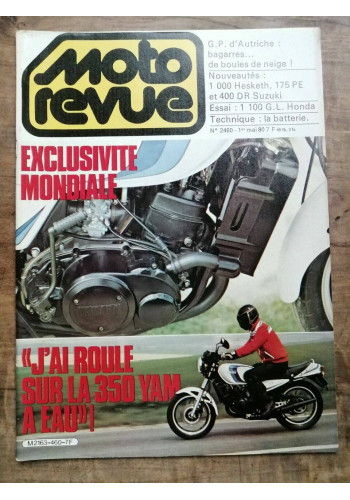 moto
revue
G.P. d'Autriche :
bagarres...
de boules de neige !
Nouveautés :
1 000 Hesketh, 175 PE
et 400 DR Suzuki
Essai : 1 100 G.L. Honda
Technique : la batterie.
N° 2460 - 1er mai 80 7 F
EXCLUSIVITE
MONDIALE
«J'AI ROULE
SUR LA 350 YAM
A EAU» !
M2163-460-7F